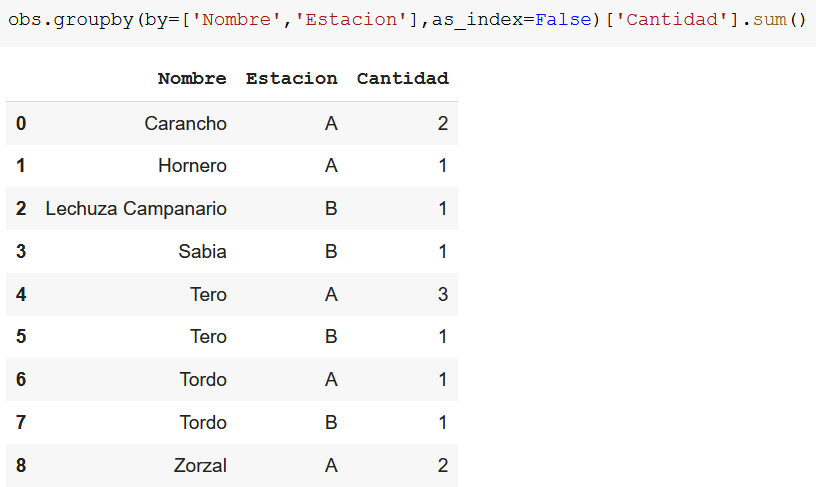 obs.groupby(by=['Nombre','Estacion'],as_index=False)['Cantidad'].sum()
Nombre Estacion Cantidad
0 Carancho A 2
1 Hornero A 1
2 Lechuza Campanario B 1
3 Sabia B 1
4 Tero A 3
5 Tero B 1
6 Tordo A 1
7 Tordo B 1
8 Zorzal A 2